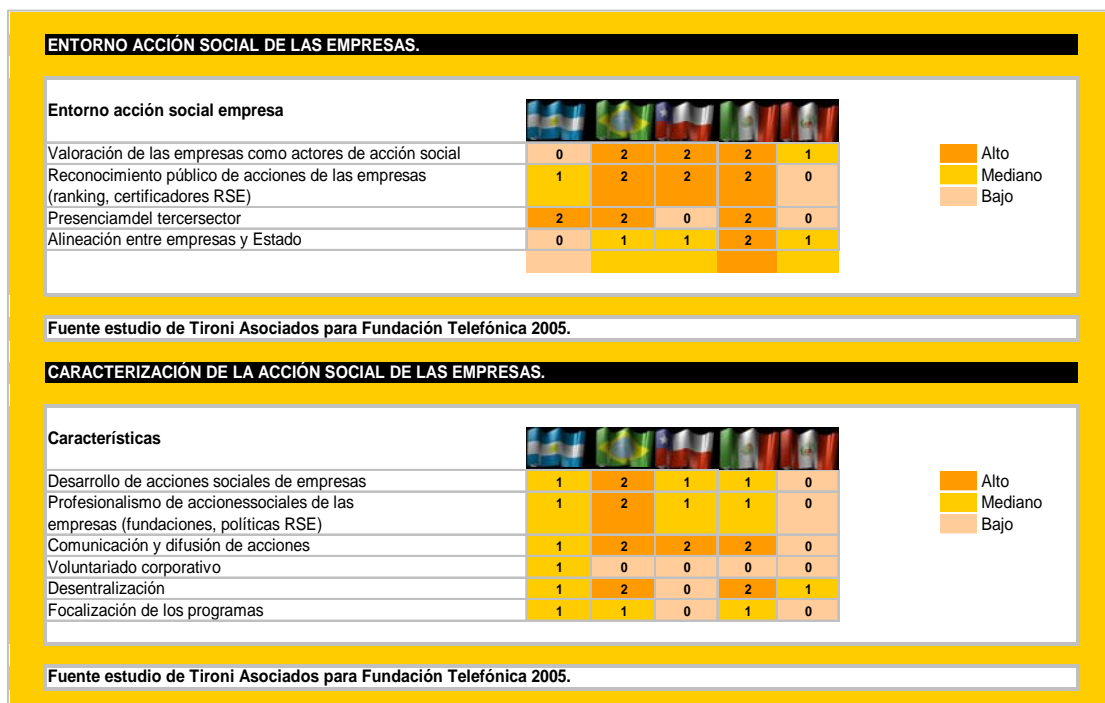 ENTORNO ACCIÓN SOCIAL DE LAS EMPRESAS.
Entorno acción social empresa
Valoración de las empresas como actores de acción social 0 2 2 2 1
Reconocimiento público de acciones de las empresas 1 2 2 2 0
(ranking, certificadores RSE)
Presenciamdel tercersector 2 2 0 2 0
Alineación entre empresas y Estado 0 1 1 2 1
Alto
Mediano
Bajo
Fuente estudio de Tironi Asociados para Fundación Telefónica 2005.
CARACTERIZACIÓN DE LA ACCIÓN SOCIAL DE LAS EMPRESAS.
Características
Desarrollo de acciones sociales de empresas 1 2 1 1 0
Profesionalismo de accionessociales de las 1 2 1 1 0
empresas (fundaciones, políticas RSE)
Comunicación y difusión de acciones 1 2 2 2 0
Voluntariado corporativo 1 0 0 0 0
Desentralización 1 2 0 2 1
Focalización de los programas 1 1 0 1 0
Alto
Mediano
Bajo
Fuente estudio de Tironi Asociados para Fundación Telefónica 2005.